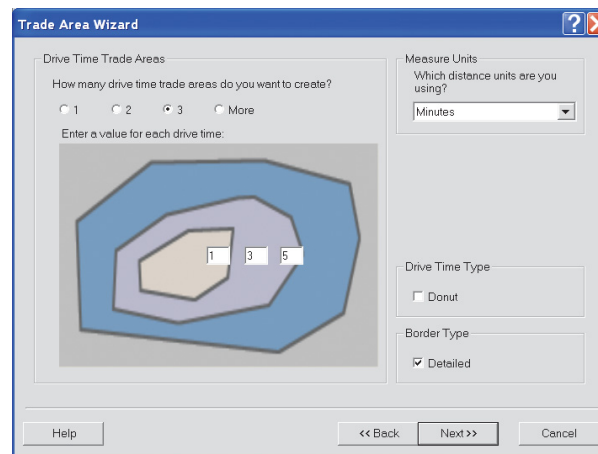 Trade Area Wizard
?
Drive Time Trade Areas
How many drive time trade areas do you want to create?
1 2 3 More
Enter a value for each drive time:
1 3 5
Measure Units
Which distance units are you
using?
Minutes
Drive Time Type
Donut
Border Type
Detailed
Help
<< Back
Next >>
Cancel